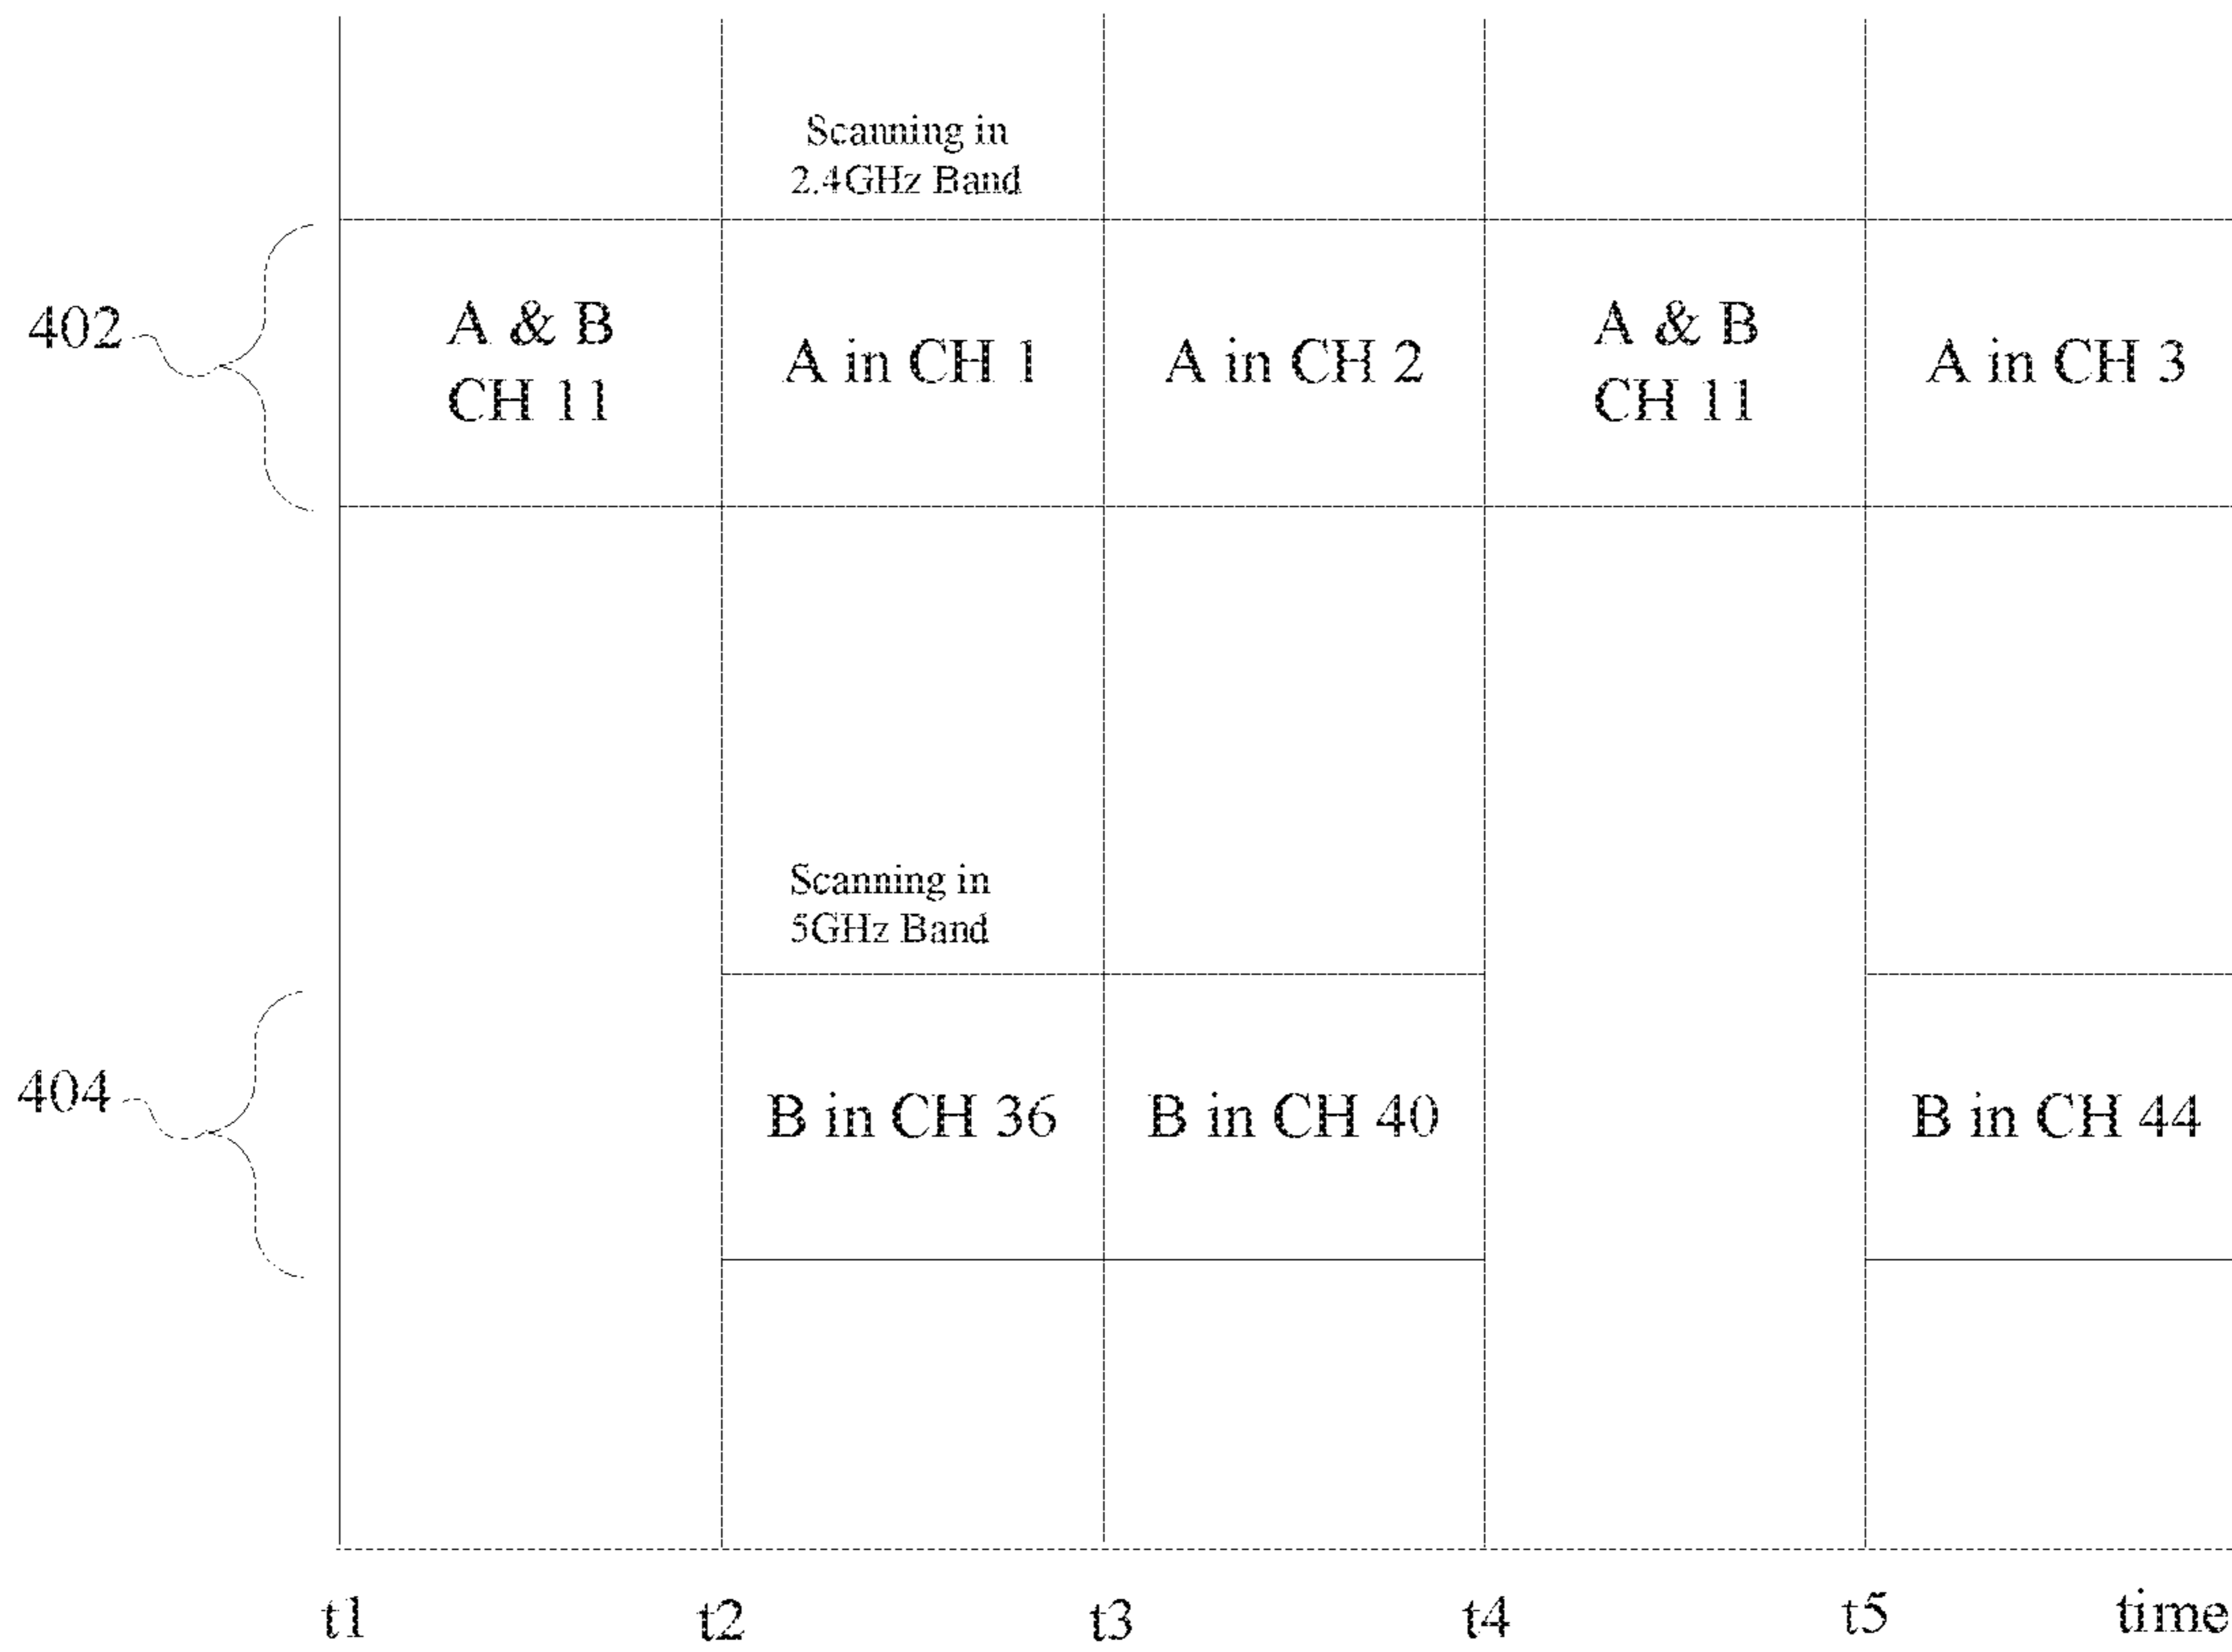 Scanning in
2.4GHz Band
402
A & B
CH 11
A in CH 1
A in CH 2
A & B
CH 11
A in CH 3
Scanning in
5GHz Band
404
B in CH 36
B in CH 40
B in CH 44
t1
t2
t3
t4
t5
time